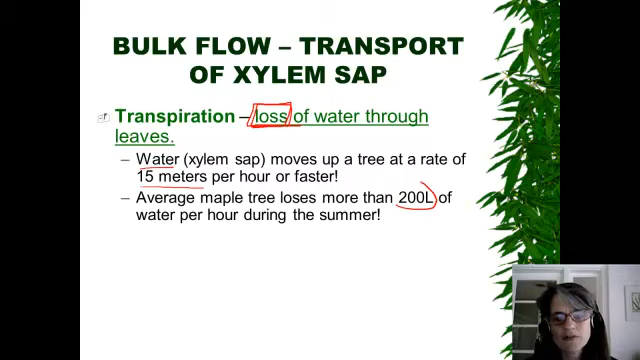 BULK FLOW – TRANSPORT
OF XYLEM SAP
Transpiration – loss of water through
leaves.
– Water (xylem sap) moves up a tree at a rate of
15 meters per hour or faster!
– Average maple tree loses more than 200L of
water per hour during the summer!